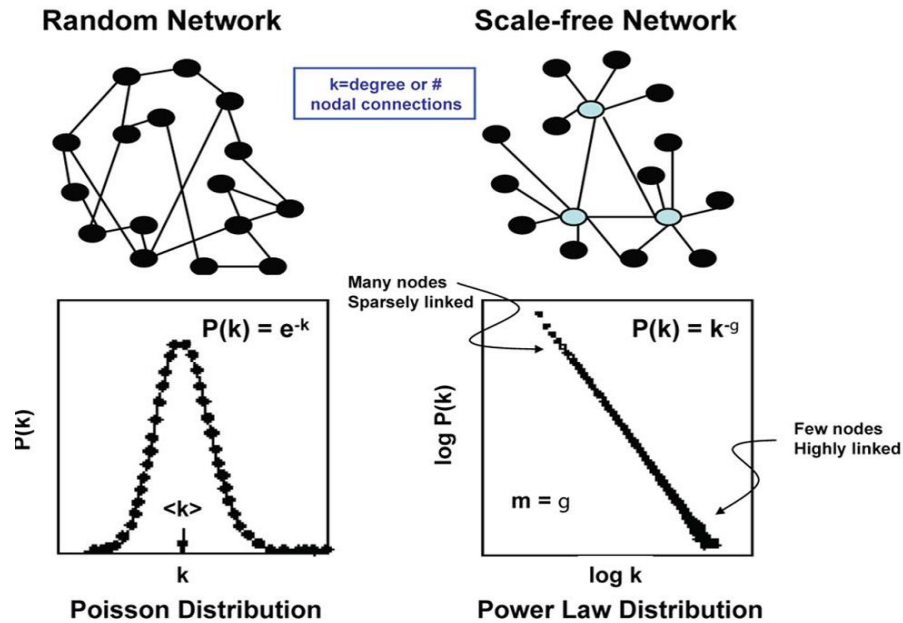 Random Network
Scale-free Network
k=degree or #
nodal connections
Many nodes
Sparsely linked
P(k) = e-k
P(k) = k-g
P(k)
<k>
k
log P(k)
m = g
Few nodes
Highly linked
log k
Poisson Distribution
Power Law Distribution